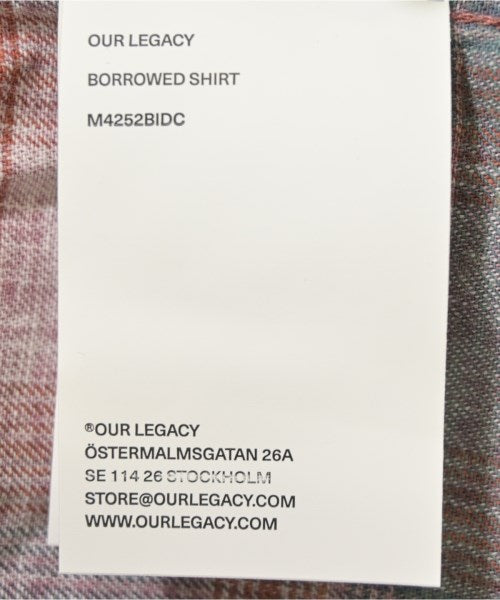 OUR LEGACY
BORROWED SHIRT
M4252BIDC
®OUR LEGACY
ÖSTERMALMSGATAN 26A
SE 114 26 STOCKHOLM
STORE@OURLEGACY.COM
WWW.OURLEGACY.COM